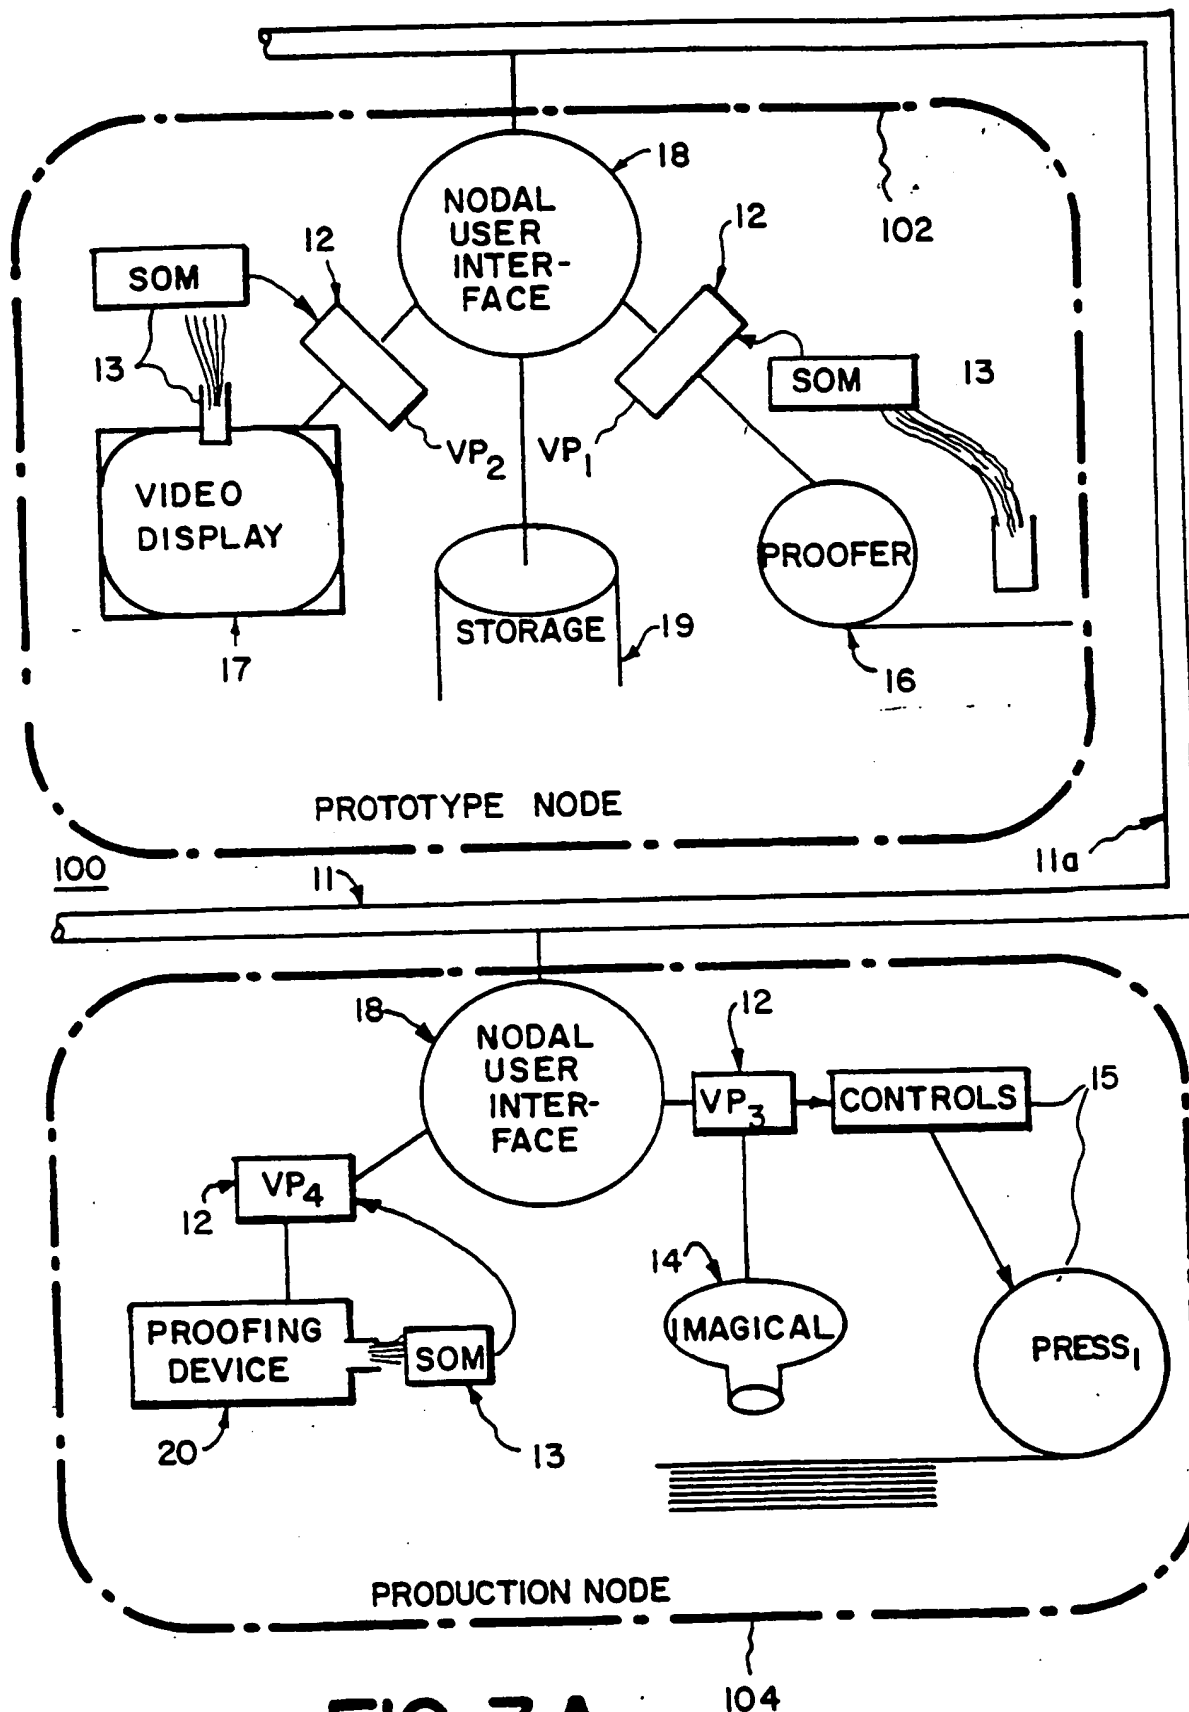 18
NODAL
USER
INTER-
FACE
12
12
102
SOM
13
SOM
13
VP2
VP1
VIDEO
DISPLAY
PROOFER
STORAGE
19
17
16
PROTOTYPE NODE
100
11
11a
18
NODAL
USER
INTER-
FACE
12
VP3
CONTROLS
15
VP4
12
14
IMAGICAL
PROOFING
DEVICE
SOM
PRESS1
20
13
PRODUCTION NODE
104